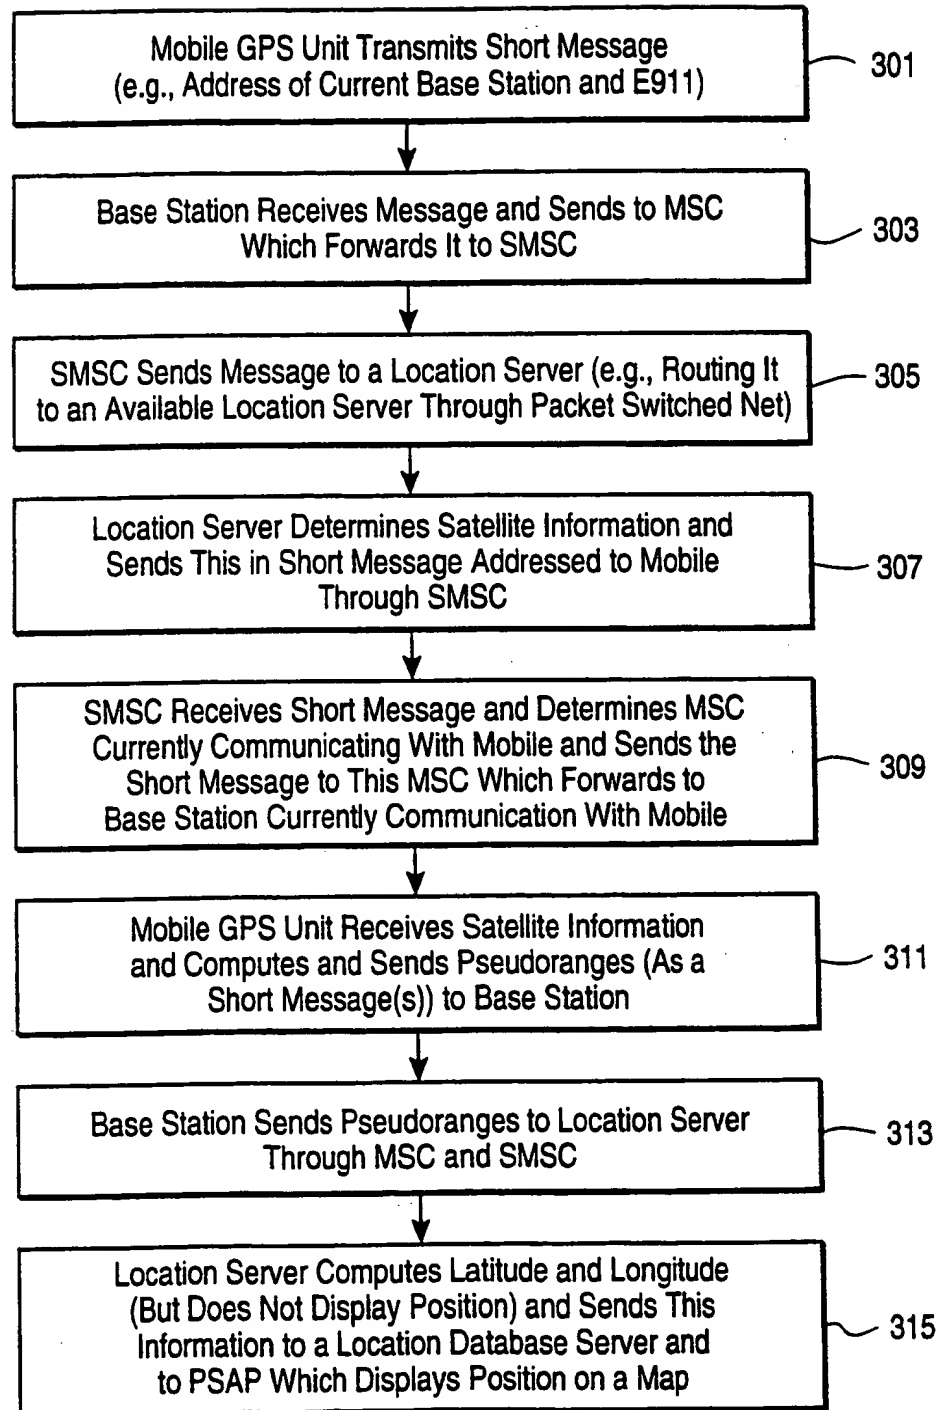 Mobile GPS Unit Transmits Short Message
(e.g., Address of Current Base Station and E911)
301
Base Station Receives Message and Sends to MSC
Which Forwards It to SMSC
303
SMSC Sends Message to a Location Server (e.g., Routing It
to an Available Location Server Through Packet Switched Net)
305
Location Server Determines Satellite Information and
Sends This in Short Message Addressed to Mobile
Through SMSC
307
SMSC Receives Short Message and Determines MSC
Currently Communicating With Mobile and Sends the
Short Message to This MSC Which Forwards to
Base Station Currently Communication With Mobile
309
Mobile GPS Unit Receives Satellite Information
and Computes and Sends Pseudoranges (As a
Short Message(s)) to Base Station
311
Base Station Sends Pseudoranges to Location Server
Through MSC and SMSC
313
Location Server Computes Latitude and Longitude
(But Does Not Display Position) and Sends This
Information to a Location Database Server and
to PSAP Which Displays Position on a Map
315